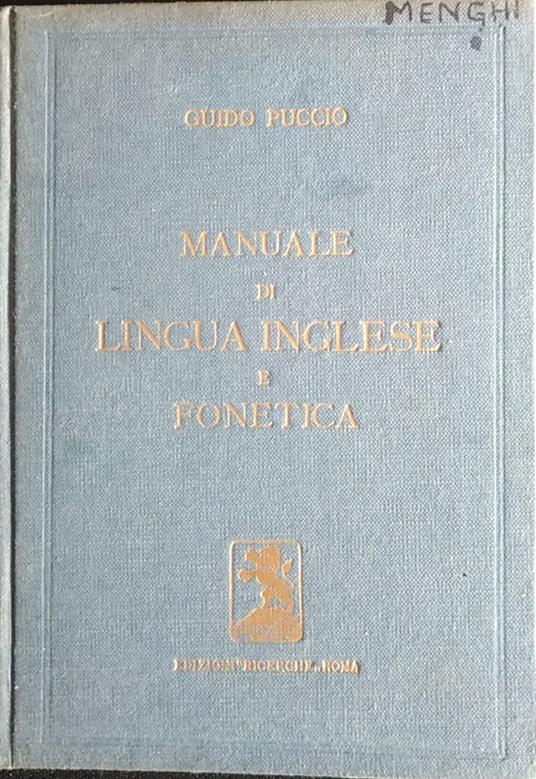 MENGHI
GUIDO PUCCIO
MANUALE
DI
LINGUA INGLESE
E
FONETICA
EDIZIONI "RICERCHE„ ROMA